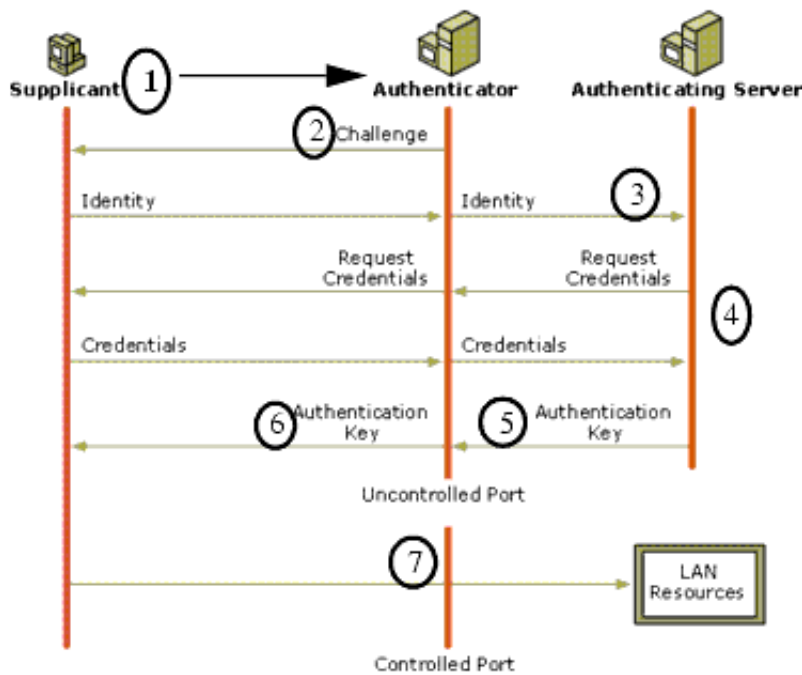 Supplicant
1
Authenticator
Authenticating Server
2
Challenge
Identity
Identity
3
Request
Credentials
Request
Credentials
4
Credentials
Credentials
6
Authentication
Key
5
Authentication
Key
Uncontrolled Port
7
LAN
Resources
Controlled Port